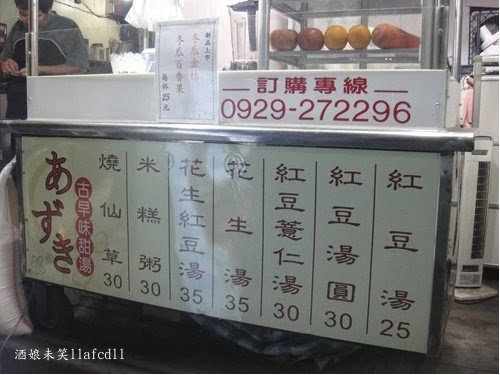 新品上市
冬瓜金桔
冬瓜百香果
每杯25元
訂購專線
0929-272296
紅豆湯 25
紅豆湯圓 30
紅豆薏仁湯 30
花生湯 35
花生紅豆湯 35
米糕粥 30
燒仙草 30
古早味甜湯
あずき
酒娘未笑11afcd11